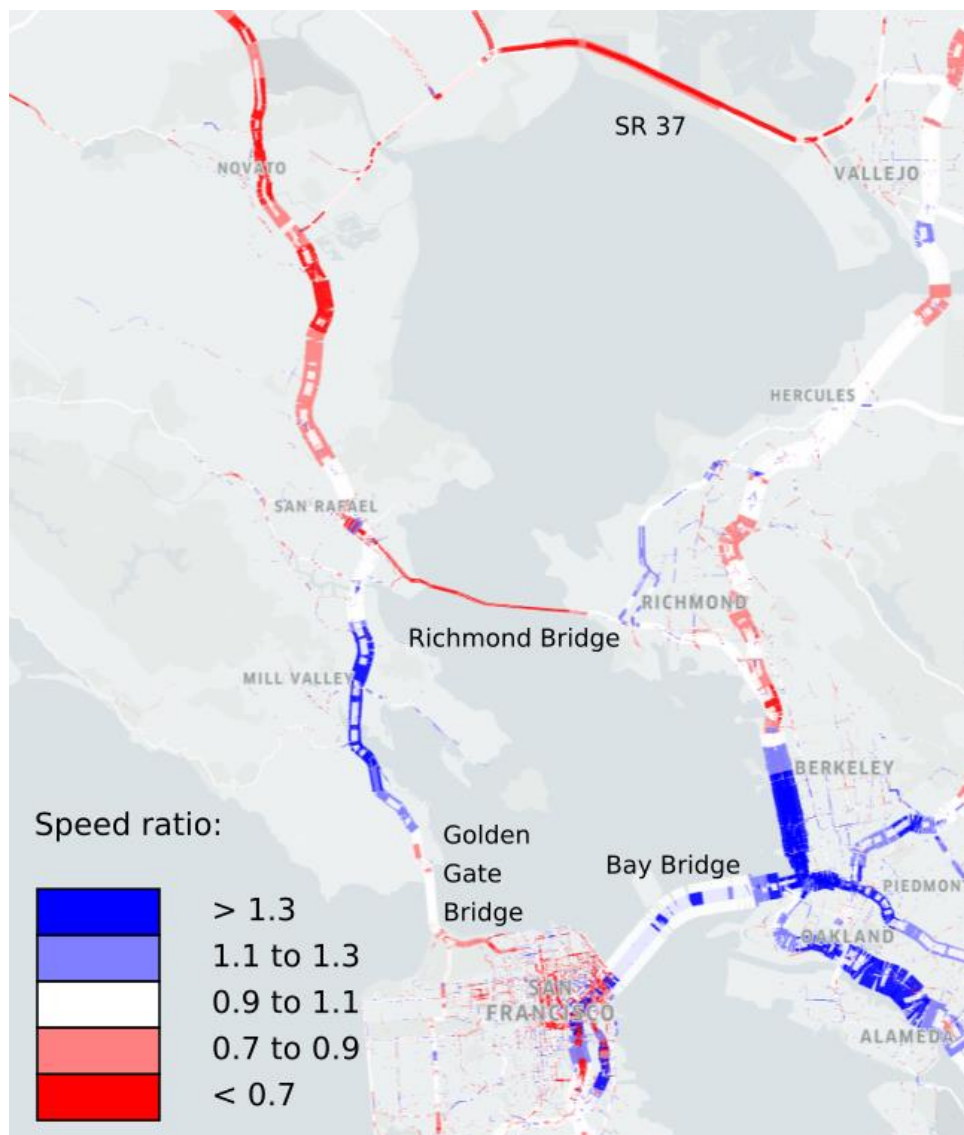 SR 37
NOVATO
VALLEJO
HERCULES
SAN RAFAEL
RICHMOND
Richmond Bridge
MILL VALLEY
BERKELEY
Speed ratio:
Golden
Gate
Bridge
Bay Bridge
PIEDMONT
> 1.3
1.1 to 1.3
0.9 to 1.1
0.7 to 0.9
< 0.7
OAKLAND
SAN
FRANCISCO
ALAMEDA